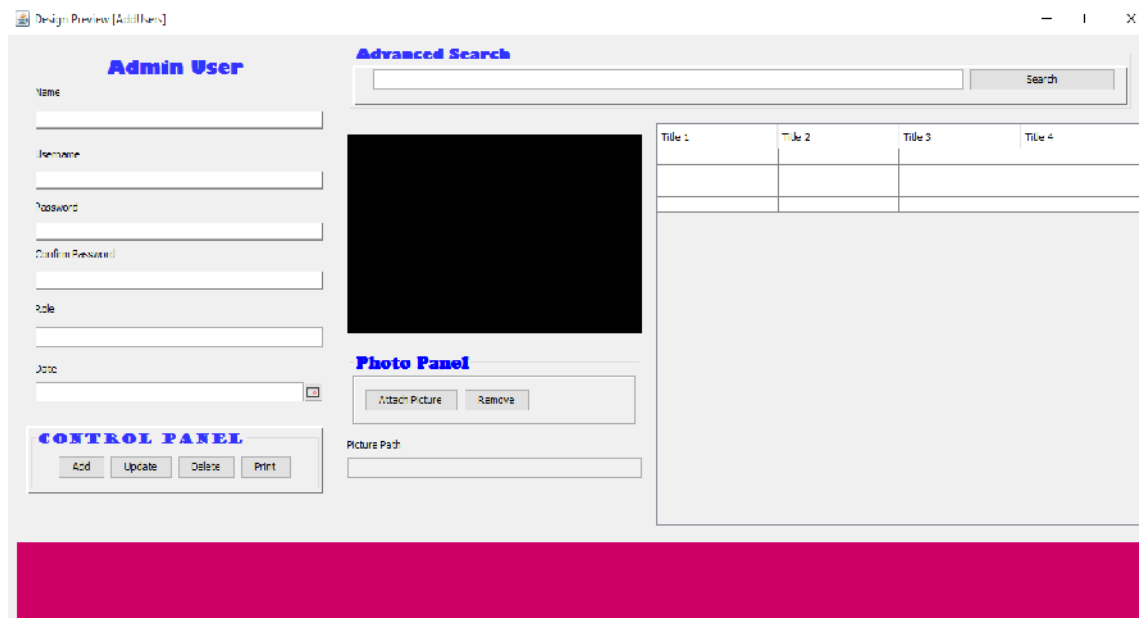 Design Preview [AddUsers]
Admin User
Name
Username
Password
Confirm Password
Role
Date
CONTROL PANEL
Add Update Delete Print
Advanced Search
Search
Photo Panel
Attach Picture Remove
Picture Path
Title 1 Title 2 Title 3 Title 4